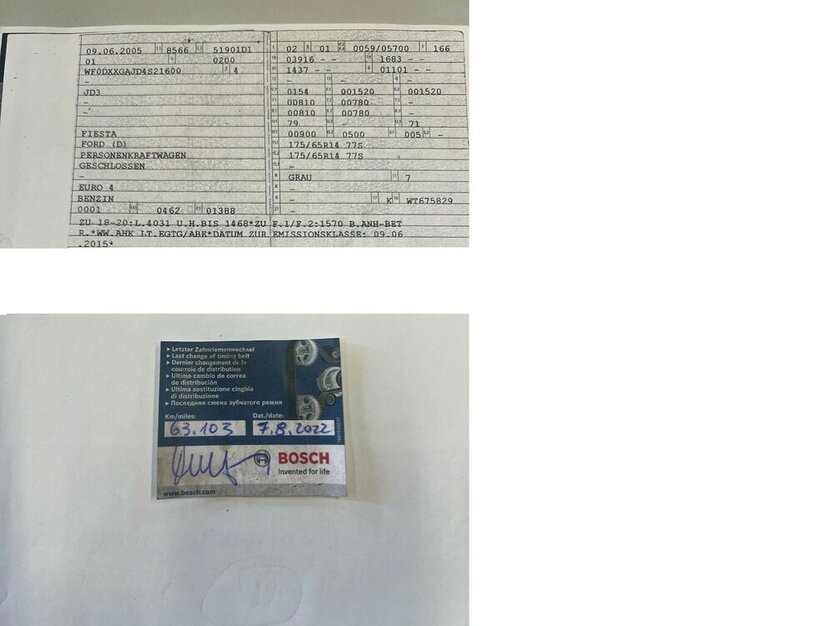 09.06.2005 8566 51901D1
01 0200
WF0DXXGAJD4S21600 4
–
JD3
–
–
FIESTA
FORD (D)
PERSONENKRAFTWAGEN
GESCHLOSSEN
–
EURO 4
BENZIN
0001 0462 01388
02 01 0059/05700 166
03916 – – 1683 – –
1437 – – 01101 – –
– – –
0154 001520 001520
00810 00780 –
00810 00780 –
79 – 71
00900 0500 005 –
175/65R14 77S
175/65R14 77S
–
GRAU 7
–
– K WT675829
–
ZU 18-20:L.4031 U.H.BIS 1468*ZU F.1/F.2:1570 B.ANH-BET
R.*WW.AHK LT.EGTG/ABE*DATUM ZUR EMISSIONSKLASSE: 09.06
.2015*
Letzter Zahnriemenwechsel
Last change of timing belt
Dernier changement de la
courroie de distribution
Ultimo cambio de correa
de distribución
Ultima sostituzione cinghia
di distribuzione
Последняя смена зубчатого ремня
Km/miles: Dat./date:
63.103 7.8.2022
BOSCH
Invented for life
www.bosch.com